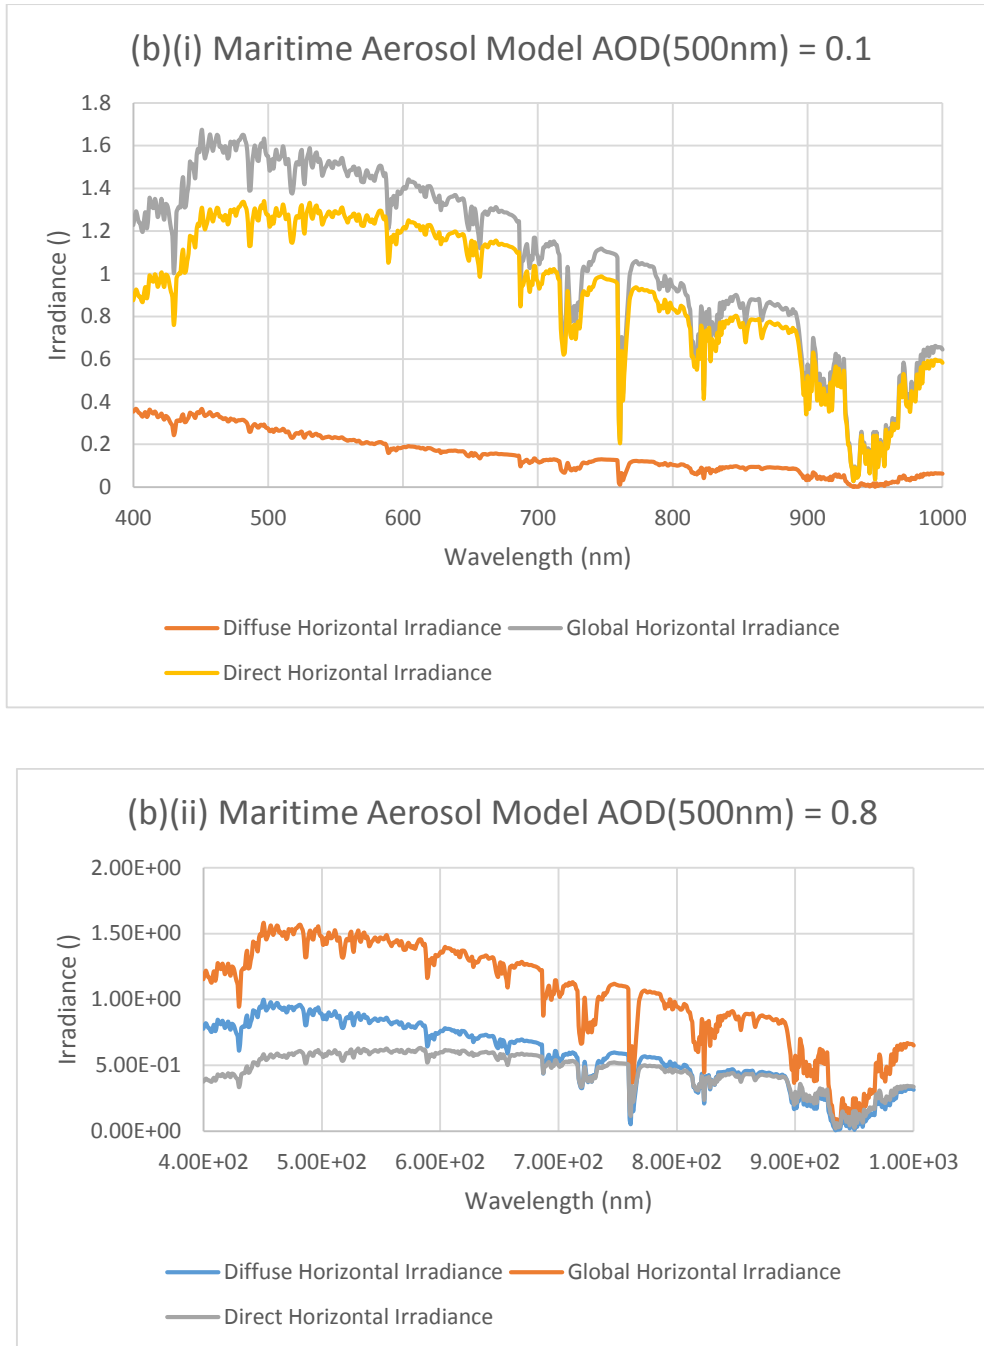 (b)(i) Maritime Aerosol Model AOD(500nm) = 0.1
1.8
1.6
1.4
1.2
1
0.8
0.6
0.4
0.2
0
Irradiance ()
400 500 600 700 800 900 1000
Wavelength (nm)
Diffuse Horizontal Irradiance Global Horizontal Irradiance
Direct Horizontal Irradiance
(b)(ii) Maritime Aerosol Model AOD(500nm) = 0.8
2.00E+00
1.50E+00
1.00E+00
5.00E-01
0.00E+00
Irradiance ()
4.00E+02 5.00E+02 6.00E+02 7.00E+02 8.00E+02 9.00E+02 1.00E+03
Wavelength (nm)
Diffuse Horizontal Irradiance Global Horizontal Irradiance
Direct Horizontal Irradiance